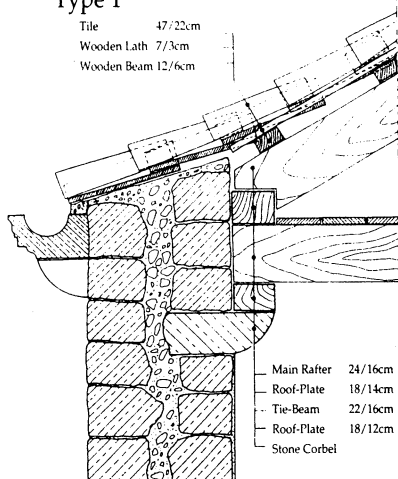 Type 1
Tile 47/22cm
Wooden Lath 7/3cm
Wooden Beam 12/6cm
Main Rafter 24/16cm
Roof-Plate 18/14cm
Tie-Beam 22/16cm
Roof-Plate 18/12cm
Stone Corbel